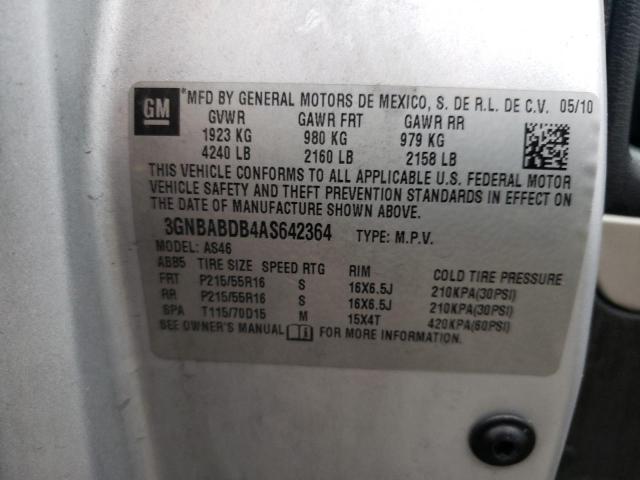 GM
*MFD BY GENERAL MOTORS DE MEXICO, S. DE R.L. DE C.V. 05/10
GVWR GAWR FRT GAWR RR
1923 KG 980 KG 979 KG
4240 LB 2160 LB 2158 LB
THIS VEHICLE CONFORMS TO ALL APPLICABLE U.S. FEDERAL MOTOR
VEHICLE SAFETY AND THEFT PREVENTION STANDARDS IN EFFECT ON
THE DATE OF MANUFACTURE SHOWN ABOVE.
3GNBABDB4AS642364 TYPE: M.P.V.
MODEL: AS46
ABB5 TIRE SIZE SPEED RTG RIM COLD TIRE PRESSURE
FRT P215/55R16 S 16X6.5J 210KPA(30PSI)
RR P215/55R16 S 16X6.5J 210KPA(30PSI)
SPA T115/70D15 M 15X4T 420KPA(60PSI)
SEE OWNER'S MANUAL FOR MORE INFORMATION.